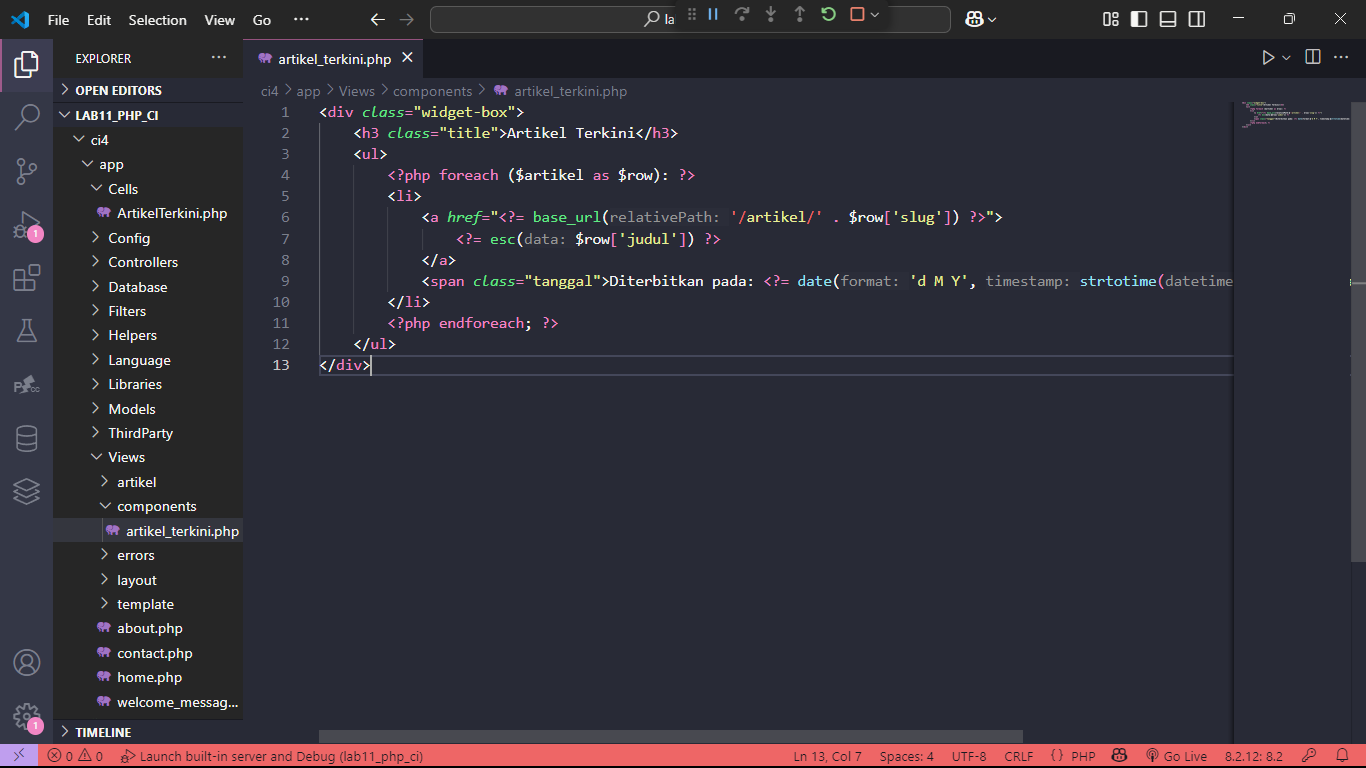 File Edit Selection View Go ···
la
EXPLORER ···
OPEN EDITORS
LAB11_PHP_CI
ci4
app
Cells
ArtikelTerkini.php
Config
Controllers
Database
Filters
Helpers
Language
Libraries
Models
ThirdParty
Views
artikel
components
artikel_terkini.php
errors
layout
template
about.php
contact.php
home.php
welcome_messag...
TIMELINE
1
1
artikel_terkini.php
ci4 > app > Views > components > artikel_terkini.php
1 <div class="widget-box">
2 <h3 class="title">Artikel Terkini</h3>
3 <ul>
4 <?php foreach ($artikel as $row): ?>
5 <li>
6 <a href="<?= base_url(relativePath: '/artikel/' . $row['slug']) ?>">
7 <?= esc(data: $row['judul']) ?>
8 </a>
9 <span class="tanggal">Diterbitkan pada: <?= date(format: 'd M Y', timestamp: strtotime(datetime
10 </li>
11 <?php endforeach; ?>
12 </ul>
13 </div>
0 0 Launch built-in server and Debug (lab11_php_ci) Ln 13, Col 7 Spaces: 4 UTF-8 CRLF {} PHP Go Live 8.2.12: 8.2